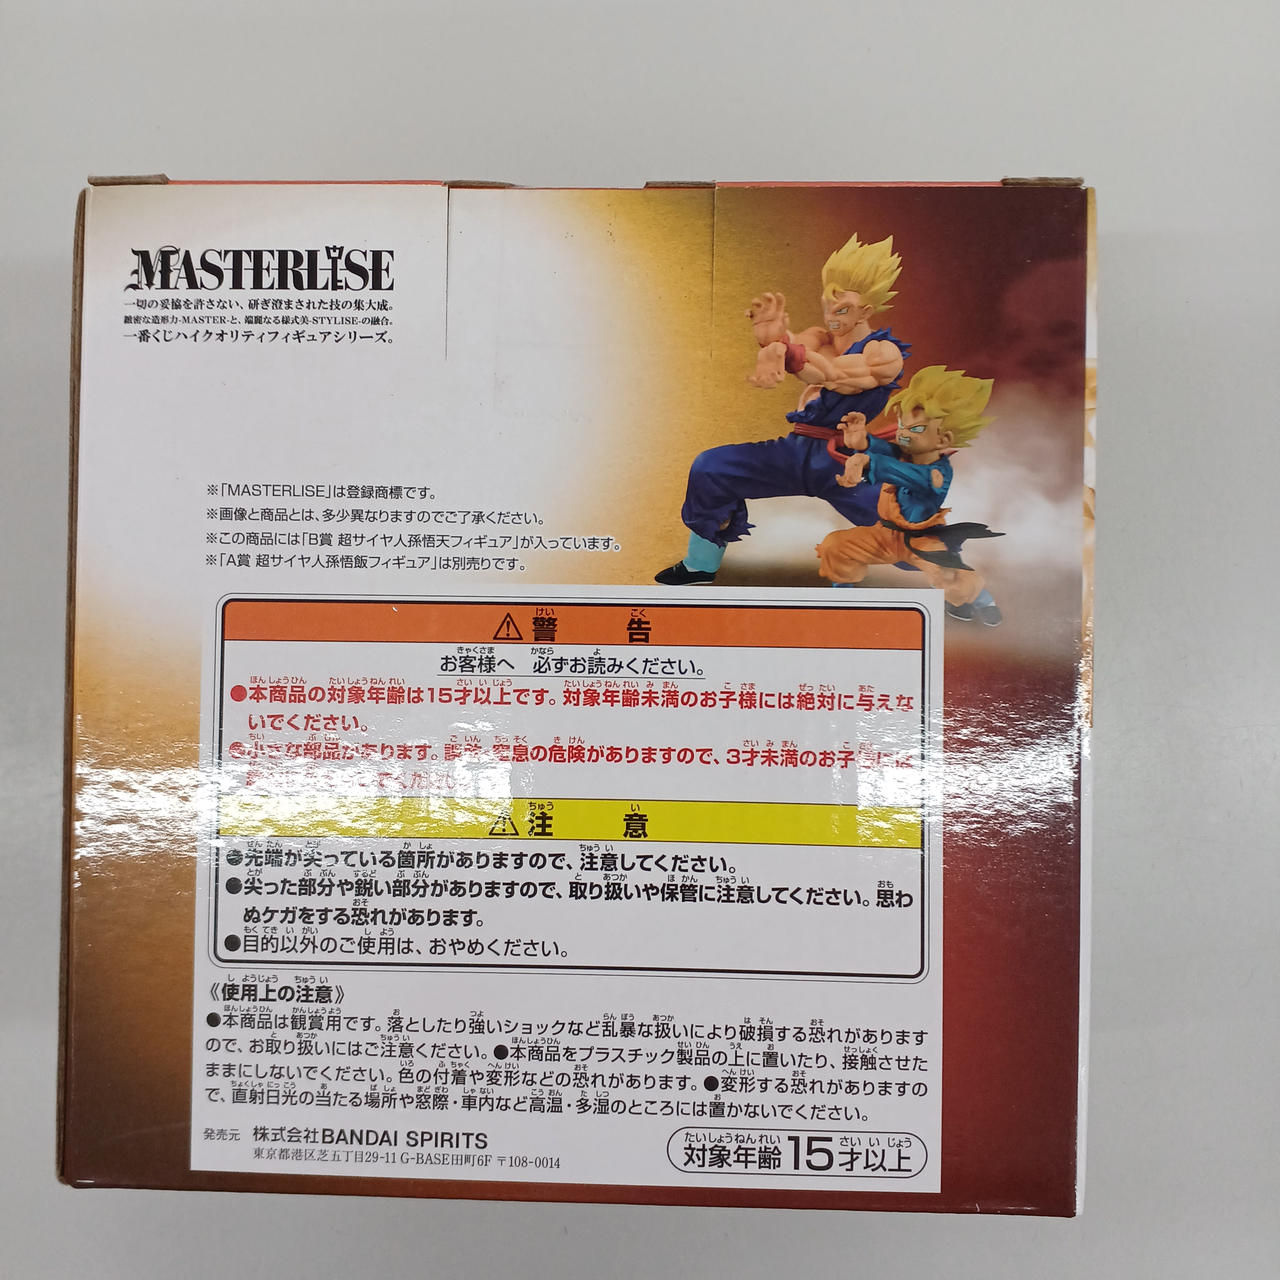 MASTERLISE
一切の妥協を許さない、研ぎ澄まされた技の集大成。
緻密な造形力-MASTER-と、端麗なる様式美-STYLISE-の融合。
一番くじハイクオリティフィギュアシリーズ。
※「MASTERLISE」は登録商標です。
※画像と商品とは、多少異なりますのでご了承ください。
※この商品には「B賞 超サイヤ人孫悟天フィギュア」が入っています。
※「A賞 超サイヤ人孫悟飯フィギュア」は別売りです。
⚠警告
お客様へ 必ずお読みください。
●本商品の対象年齢は15才以上です。対象年齢未満のお子様には絶対に与えな
いでください。
●小さな部品があります。誤飲・窒息の危険がありますので、3才未満のお子様には
でください。
⚠注意
●先端が尖っている箇所がありますので、注意してください。
●尖った部分や鋭い部分がありますので、取り扱いや保管に注意してください。思わ
ぬケガをする恐れがあります。
●目的以外のご使用は、おやめください。
《使用上の注意》
●本商品は観賞用です。落としたり強いショックなど乱暴な扱いにより破損する恐れがあります
ので、お取り扱いにはご注意ください。●本商品をプラスチック製品の上に置いたり、接触させた
ままにしないでください。色の付着や変形などの恐れがあります。●変形する恐れがありますの
で、直射日光の当たる場所や窓際・車内など高温・多湿のところには置かないでください。
発売元 株式会社BANDAI SPIRITS
東京都港区芝五丁目29-11 G-BASE田町6F 〒108-0014
対象年齢15才以上